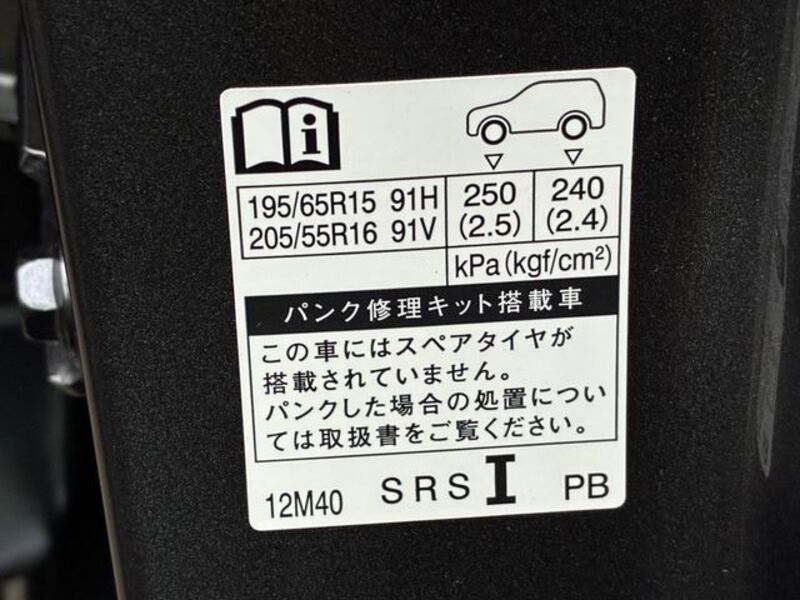 i
195/65R15 91H 250 240
205/55R16 91V (2.5) (2.4)
kPa(kgf/cm²)
パンク修理キット搭載車
この車にはスペアタイヤが
搭載されていません。
パンクした場合の処置につい
ては取扱書をご覧ください。
12M40 SRS I PB